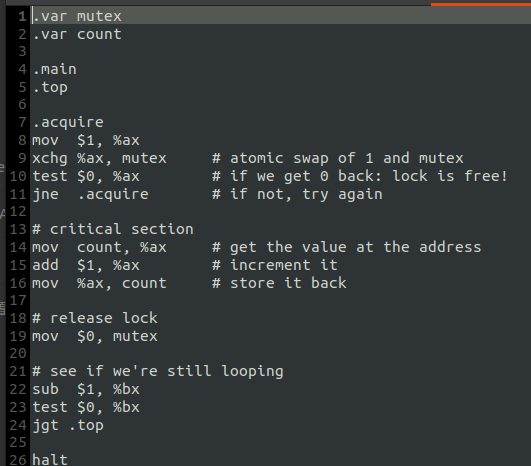 1 .var mutex
2 .var count
3
4 .main
5 .top
6
7 .acquire
8 mov  $1, %ax
9 xchg %ax, mutex     # atomic swap of 1 and mutex
10 test $0, %ax        # if we get 0 back: lock is free!
11 jne  .acquire       # if not, try again
12
13 # critical section
14 mov  count, %ax     # get the value at the address
15 add  $1, %ax        # increment it
16 mov  %ax, count     # store it back
17
18 # release lock
19 mov  $0, mutex
20
21 # see if we're still looping
22 sub  $1, %bx
23 test $0, %bx
24 jgt .top
25
26 halt